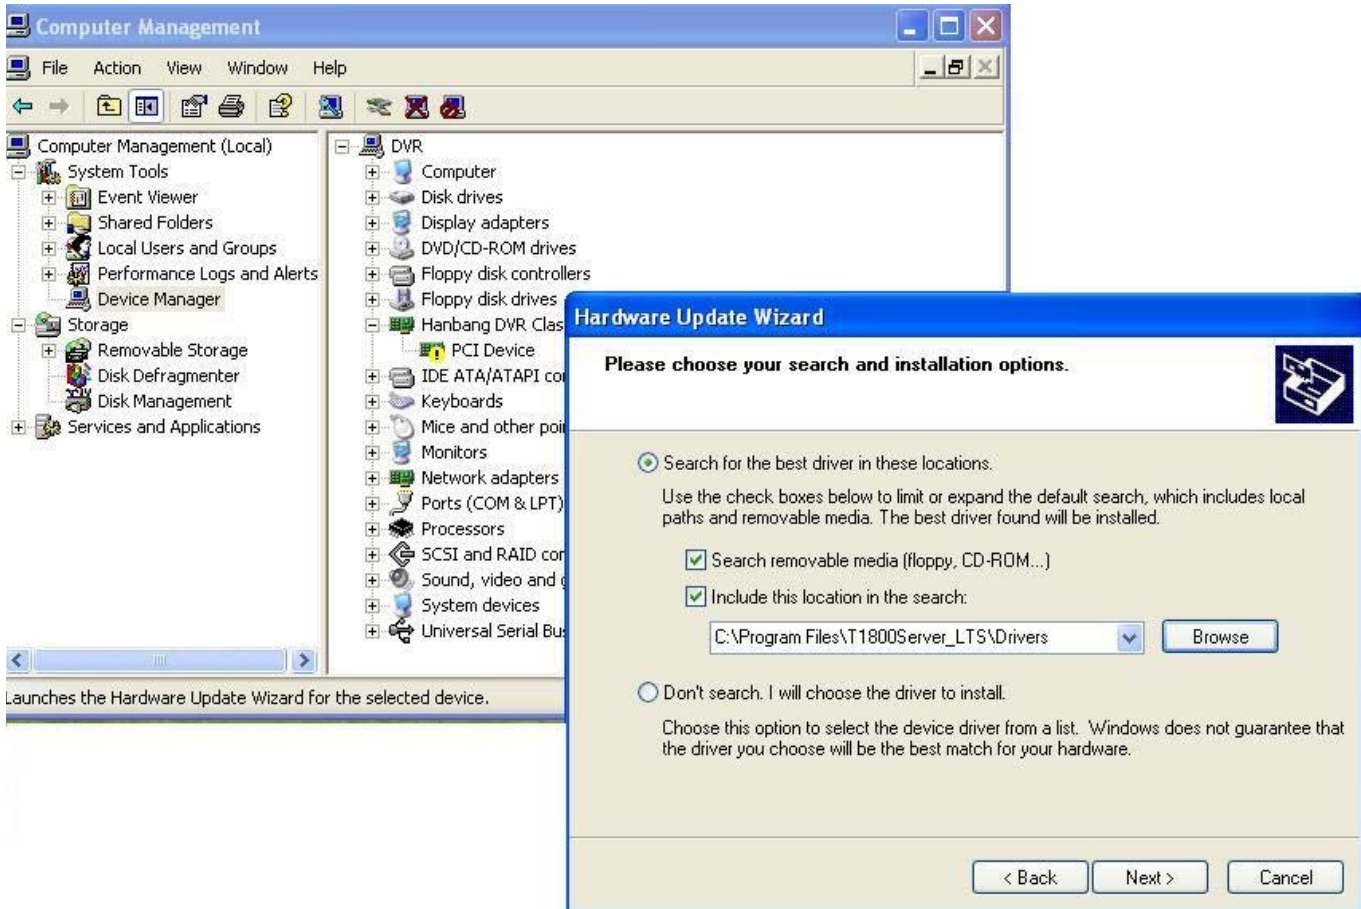 Computer Management
File Action View Window Help
Computer Management (Local)
System Tools
Event Viewer
Shared Folders
Local Users and Groups
Performance Logs and Alerts
Device Manager
Storage
Removable Storage
Disk Defragmenter
Disk Management
Services and Applications
DVR
Computer
Disk drives
Display adapters
DVD/CD-ROM drives
Floppy disk controllers
Floppy disk drives
Hanbang DVR Clas
PCI Device
IDE ATA/ATAPI co
Keyboards
Mice and other poi
Monitors
Network adapters
Ports (COM & LPT)
Processors
SCSI and RAID con
Sound, video and g
System devices
Universal Serial Bu
Launches the Hardware Update Wizard for the selected device.
Hardware Update Wizard
Please choose your search and installation options.
Search for the best driver in these locations.
Use the check boxes below to limit or expand the default search, which includes local
paths and removable media. The best driver found will be installed.
Search removable media (floppy, CD-ROM...)
Include this location in the search:
C:\Program Files\T1800Server_LTS\Drivers
Browse
Don't search. I will choose the driver to install.
Choose this option to select the device driver from a list. Windows does not guarantee that
the driver you choose will be the best match for your hardware.
< Back Next > Cancel